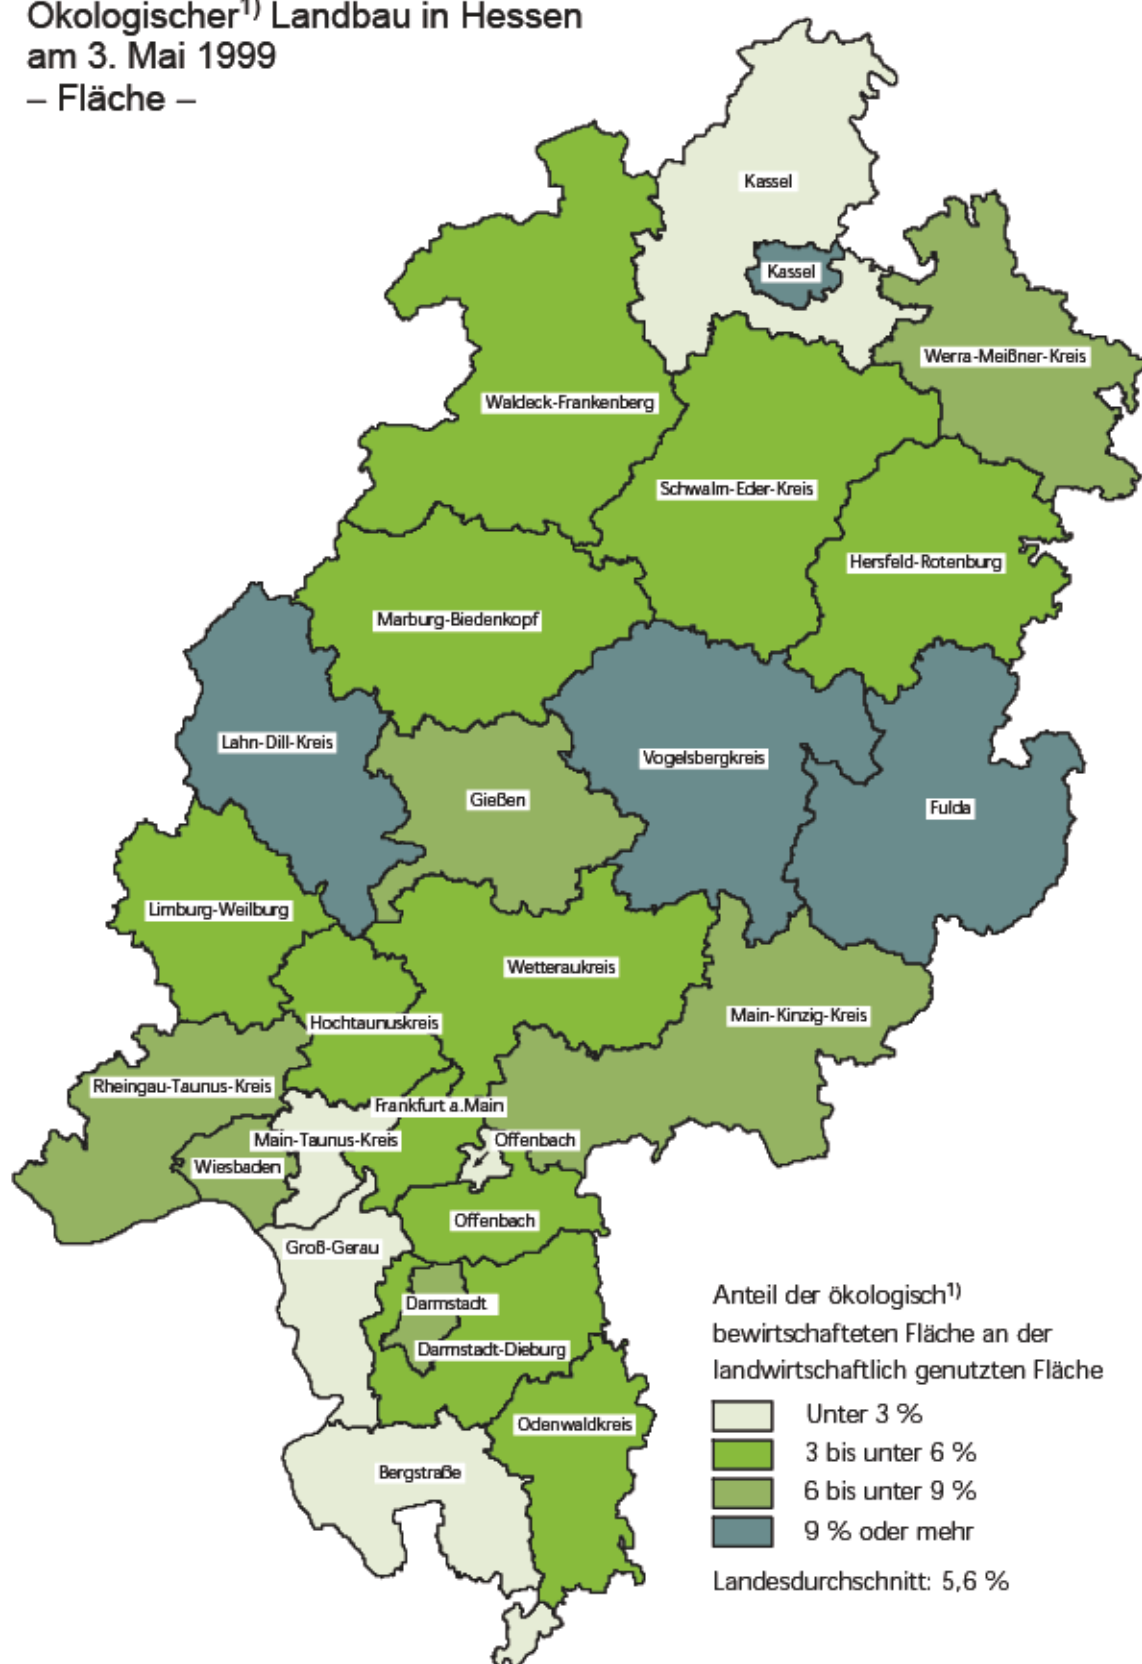 Ökologischer¹⁾ Landbau in Hessen
am 3. Mai 1999
– Fläche –
Kassel
Kassel
Werra-Meißner-Kreis
Waldeck-Frankenberg
Schwalm-Eder-Kreis
Hersfeld-Rotenburg
Marburg-Biedenkopf
Lahn-Dill-Kreis
Vogelsbergkreis
Gießen
Fulda
Limburg-Weilburg
Wetteraukreis
Main-Kinzig-Kreis
Hochtaunuskreis
Rheingau-Taunus-Kreis
Frankfurt a.Main
Main-Taunus-Kreis
Offenbach
Wiesbaden
Offenbach
Groß-Gerau
Darmstadt
Darmstadt-Dieburg
Odenwaldkreis
Bergstraße
Anteil der ökologisch¹⁾
bewirtschafteten Fläche an der
landwirtschaftlich genutzten Fläche
Unter 3 %
3 bis unter 6 %
6 bis unter 9 %
9 % oder mehr
Landesdurchschnitt: 5,6 %